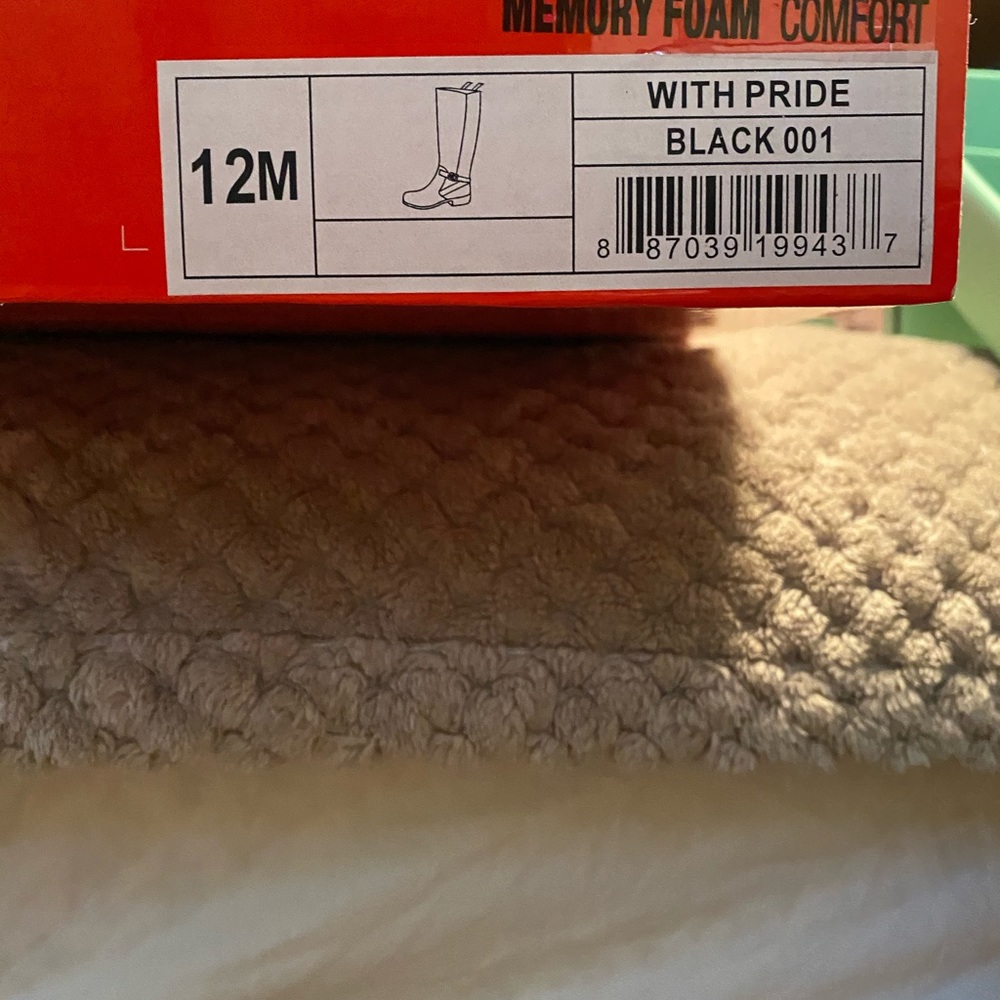 MEMORY FOAM COMFORT
12M
WITH PRIDE
BLACK 001
8 87039 19943 7